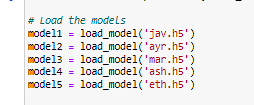 # Load the models
model1 = load_model('jav.h5')
model2 = load_model('ayr.h5')
model3 = load_model('mar.h5')
model4 = load_model('ash.h5')
model5 = load_model('eth.h5')